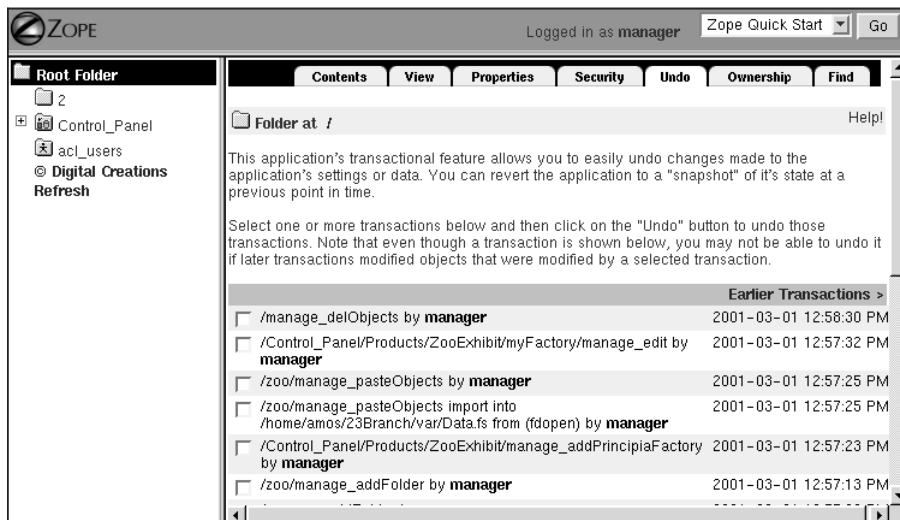 ZOPE
Logged in as manager
Zope Quick Start
Go
Root Folder
2
Control_Panel
acl_users
© Digital Creations
Refresh
Contents
View
Properties
Security
Undo
Ownership
Find
Folder at /
Help!
This application's transactional feature allows you to easily undo changes made to the
application's settings or data. You can revert the application to a "snapshot" of it's state at a
previous point in time.
Select one or more transactions below and then click on the "Undo" button to undo those
transactions. Note that even though a transaction is shown below, you may not be able to undo it
if later transactions modified objects that were modified by a selected transaction.
Earlier Transactions >
/manage_delObjects by manager 2001-03-01 12:58:30 PM
/Control_Panel/Products/ZooExhibit/myFactory/manage_edit by 2001-03-01 12:57:32 PM
manager
/zoo/manage_pasteObjects by manager 2001-03-01 12:57:25 PM
/zoo/manage_pasteObjects import into 2001-03-01 12:57:25 PM
/home/amos/23Branch/var/Data.fs from (fdopen) by manager
/Control_Panel/Products/ZooExhibit/manage_addPrincipiaFactory 2001-03-01 12:57:23 PM
by manager
/zoo/manage_addFolder by manager 2001-03-01 12:57:13 PM